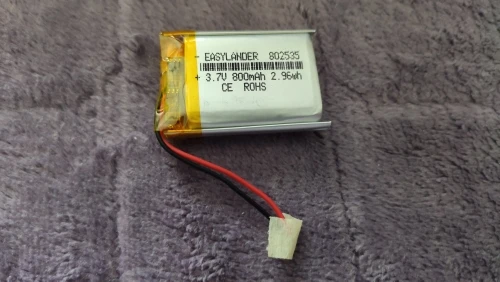 - EASYLANDER 802535
+ 3.7V 800mAh 2.96wh
CE ROHS